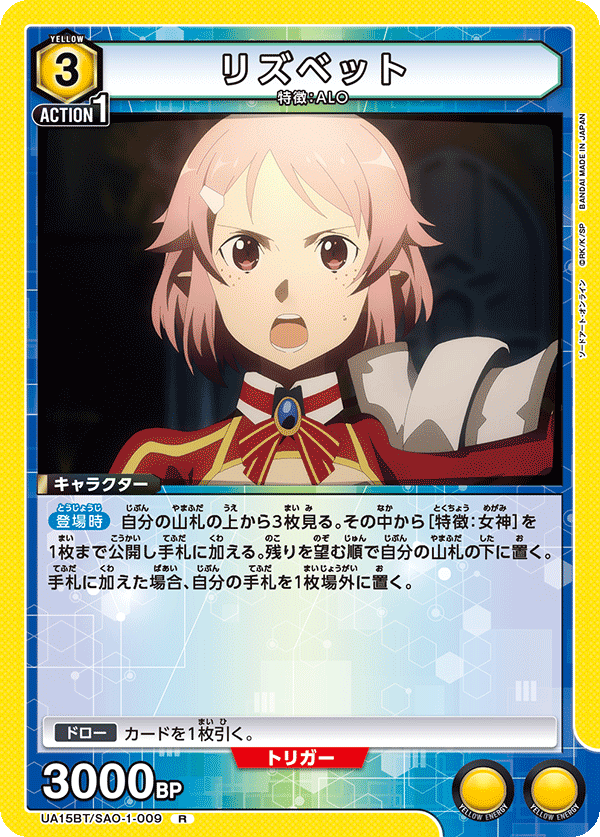 YELLOW
3
リズベット
特徴：ALO
ACTION 1
BANDAI MADE IN JAPAN
©RK/K/SP
ソードアート・オンライン
キャラクター
登場時 自分の山札の上から3枚見る。その中から[特徴：女神]を
1枚まで公開し手札に加える。残りを望む順で自分の山札の下に置く。
手札に加えた場合、自分の手札を1枚場外に置く。
ドロー カードを1枚引く。
トリガー
3000BP
YELLOW ENERGY YELLOW ENERGY
UA15BT/SAO-1-009 R